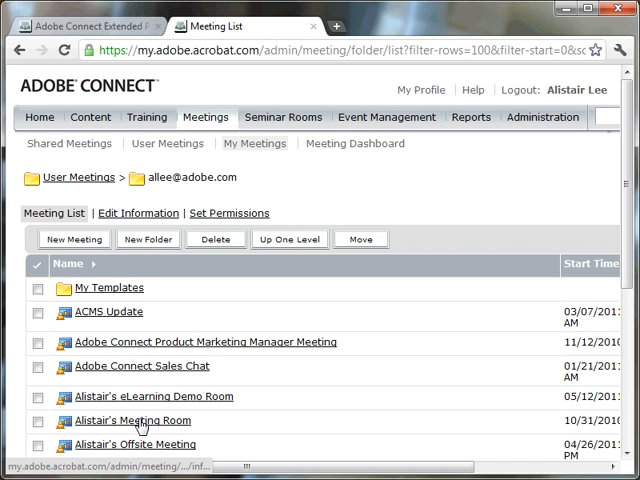 Adobe Connect Extended P
Meeting List
https://my.adobe.acrobat.com/admin/meeting/folder/list?filter-rows=100&filter-start=0&sc
ADOBE® CONNECT™
My Profile | Help | Logout: Alistair Lee
Home Content Training Meetings Seminar Rooms Event Management Reports Administration
Shared Meetings User Meetings My Meetings Meeting Dashboard
User Meetings > allee@adobe.com
Meeting List | Edit Information | Set Permissions
New Meeting New Folder Delete Up One Level Move
Name Start Time
My Templates
ACMS Update 03/07/2011
AM
Adobe Connect Product Marketing Manager Meeting 11/12/2010
Adobe Connect Sales Chat 01/21/2011
AM
Alistair's eLearning Demo Room 05/12/2011
Alistair's Meeting Room 10/31/2010
Alistair's Offsite Meeting 04/26/2011
PM
my.adobe.acrobat.com/admin/meeting/.../inf...